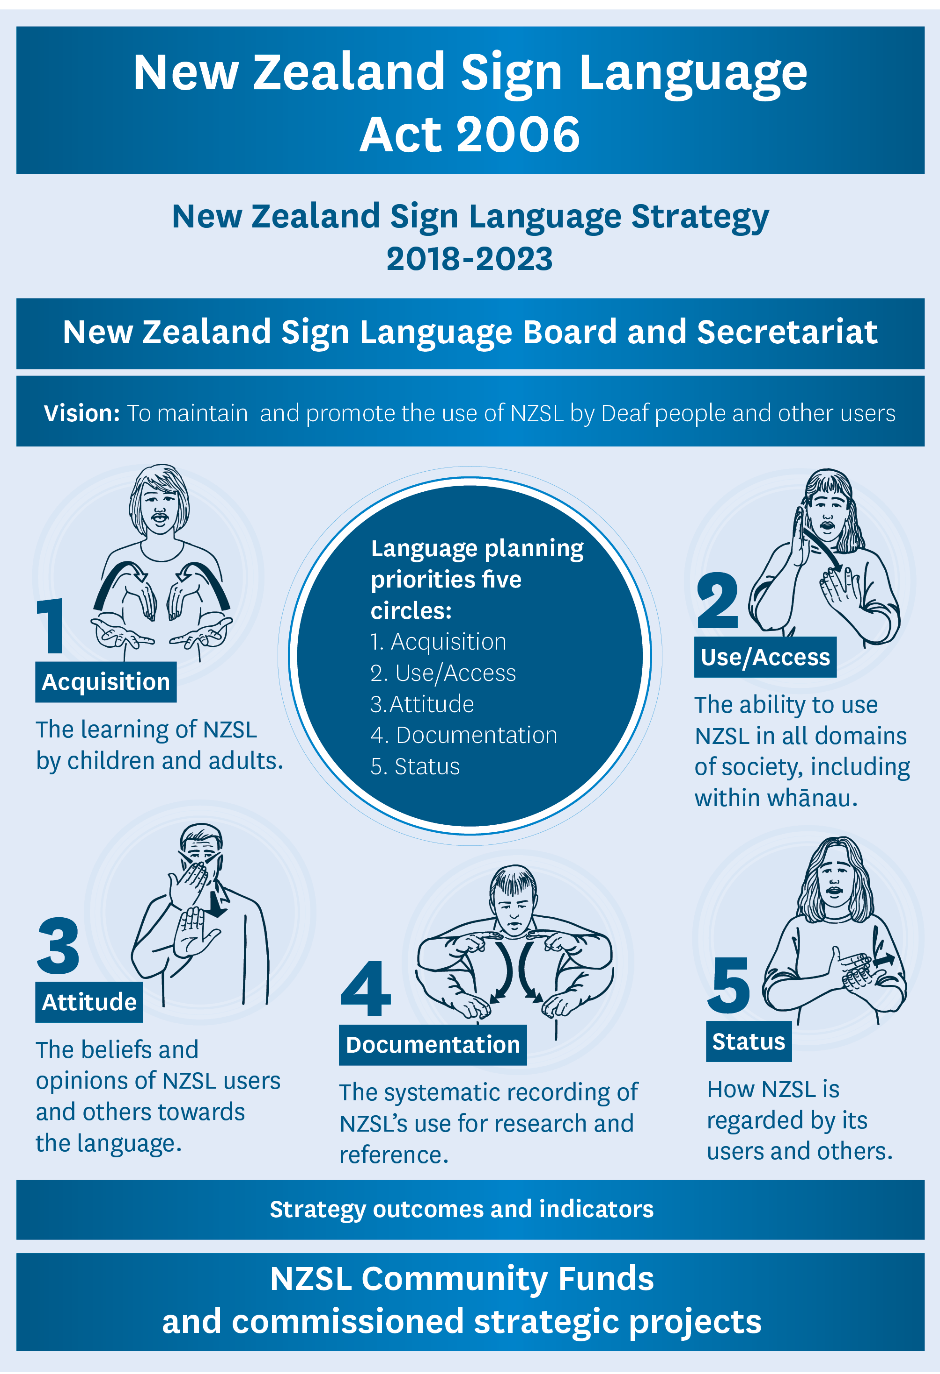 New Zealand Sign Language
Act 2006
New Zealand Sign Language Strategy
2018-2023
New Zealand Sign Language Board and Secretariat
Vision: To maintain and promote the use of NZSL by Deaf people and other users
Language planning
priorities five
circles:
1. Acquisition
2. Use/Access
3.Attitude
4. Documentation
5. Status
1
Acquisition
The learning of NZSL
by children and adults.
2
Use/Access
The ability to use
NZSL in all domains
of society, including
within whānau.
3
Attitude
The beliefs and
opinions of NZSL users
and others towards
the language.
4
Documentation
The systematic recording of
NZSL’s use for research and
reference.
5
Status
How NZSL is
regarded by its
users and others.
Strategy outcomes and indicators
NZSL Community Funds
and commissioned strategic projects